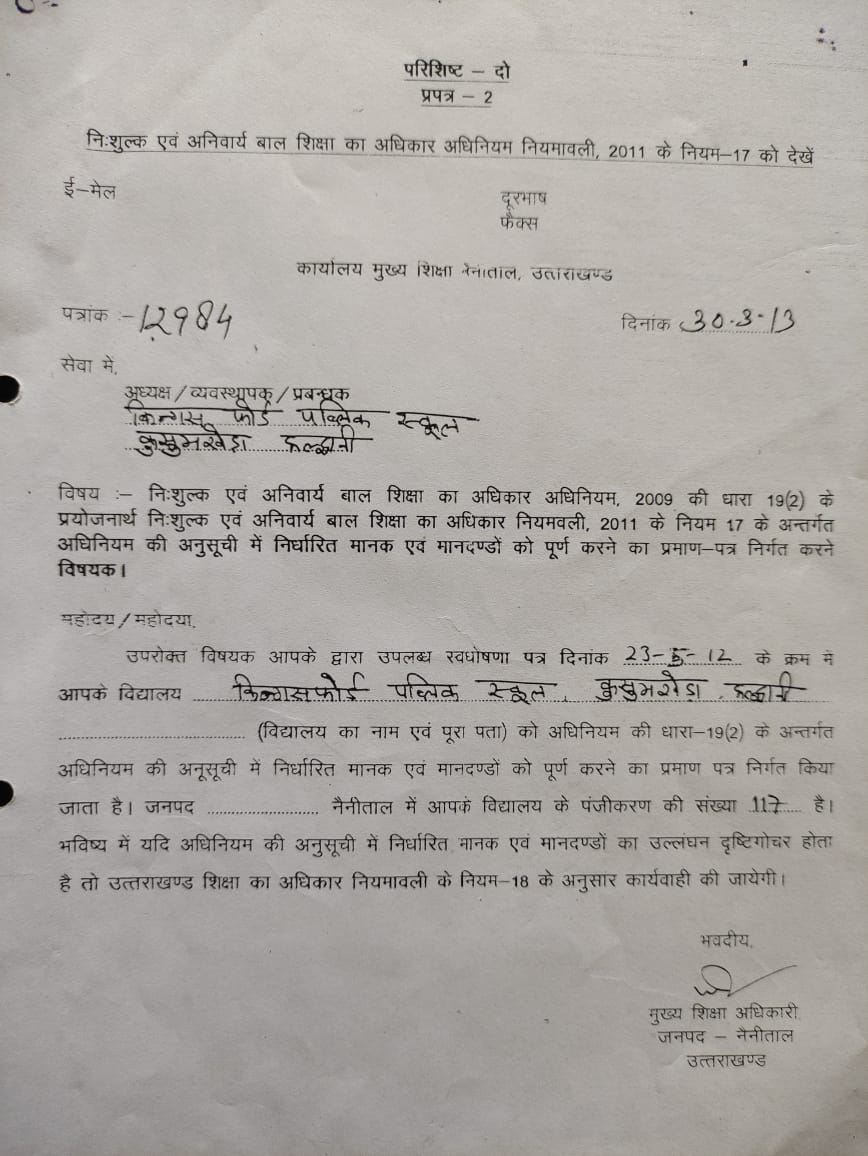 परिशिष्ट – दो
प्रपत्र – 2
निःशुल्क एवं अनिवार्य बाल शिक्षा का अधिकार अधिनियम नियमावली, 2011 के नियम–17 को देखें
ई–मेल
दूरभाष
फैक्स
कार्यालय मुख्य शिक्षा नैनीताल, उत्तराखण्ड
पत्रांक :- 12984
दिनांक 30.3.13
सेवा में,
अध्यक्ष / व्यवस्थापक / प्रबन्धक
किन्गस फोर्ड पब्लिक स्कूल
कुसुमखेडा हल्द्वानी
विषय :– निःशुल्क एवं अनिवार्य बाल शिक्षा का अधिकार अधिनियम, 2009 की धारा 19(2) के
प्रयोजनार्थ निःशुल्क एवं अनिवार्य बाल शिक्षा का अधिकार नियमवली, 2011 के नियम 17 के अन्तर्गत
अधिनियम की अनुसूची में निर्धारित मानक एवं मानदण्डों को पूर्ण करने का प्रमाण–पत्र निर्गत करने
विषयक।
महोदय / महोदया,
उपरोक्त विषयक आपके द्वारा उपलब्ध स्वघोषणा पत्र दिनांक 23-5-12 के क्रम में
आपके विद्यालय किन्गसफोर्ड पब्लिक स्कूल, कुसुमखेडा, हल्द्वानी
.................................. (विद्यालय का नाम एवं पूरा पता) को अधिनियम की धारा–19(2) के अन्तर्गत
अधिनियम की अनूसूची में निर्धारित मानक एवं मानदण्डों को पूर्ण करने का प्रमाण पत्र निर्गत किया
जाता है। जनपद ........................ नैनीताल में आपके विद्यालय के पंजीकरण की संख्या 117 है।
भविष्य में यदि अधिनियम की अनुसूची में निर्धारित मानक एवं मानदण्डों का उल्लंघन दृष्टिगोचर होता
है तो उत्तराखण्ड शिक्षा का अधिकार नियमावली के नियम–18 के अनुसार कार्यवाही की जायेगी।
भवदीय,
मुख्य शिक्षा अधिकारी
जनपद – नैनीताल
उत्तराखण्ड